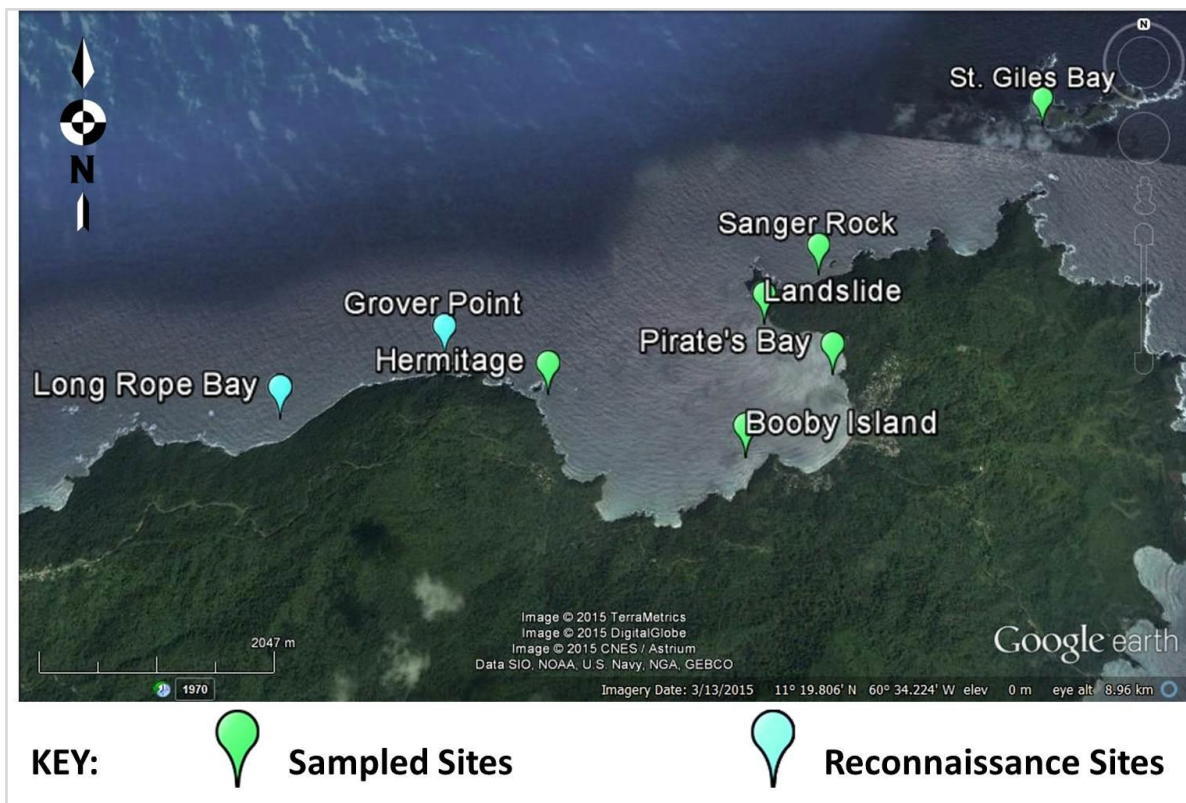 N
N
St. Giles Bay
Sanger Rock
Landslide
Grover Point
Pirate's Bay
Hermitage
Long Rope Bay
Booby Island
Image © 2015 TerraMetrics
Image © 2015 DigitalGlobe
Image © 2015 CNES / Astrium
Data SIO, NOAA, U.S. Navy, NGA, GEBCO
2047 m
Google earth
1970
Imagery Date: 3/13/2015 11° 19.806' N 60° 34.224' W elev 0 m eye alt 8.96 km
KEY: Sampled Sites Reconnaissance Sites